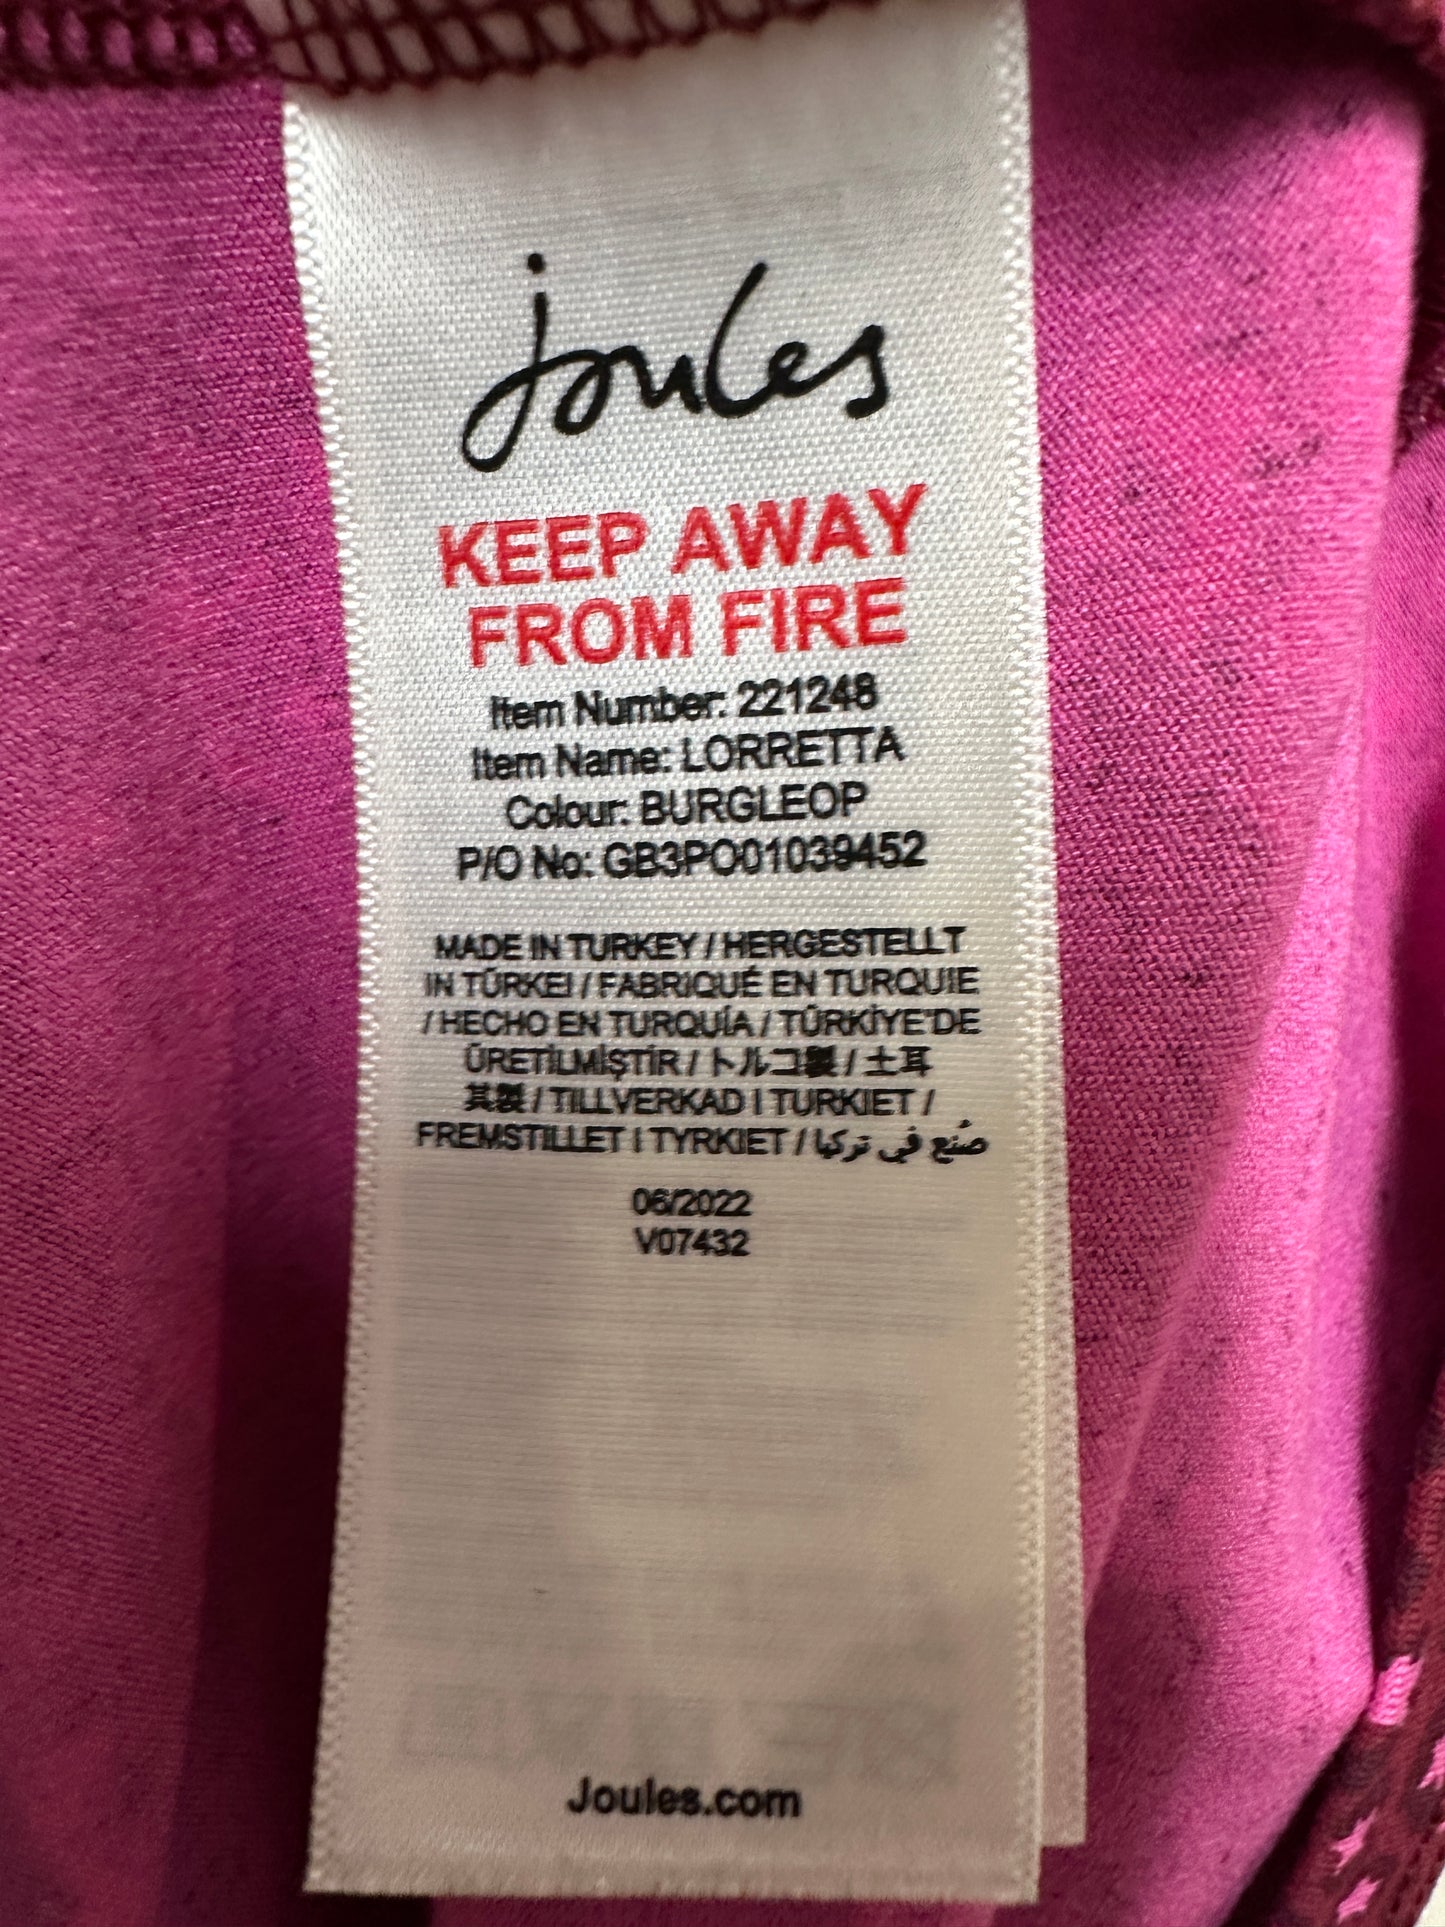 joules
KEEP AWAY
FROM FIRE
Item Number: 221248
Item Name: LORRETTA
Colour: BURGLEOP
P/O No: GB3PO01039452
MADE IN TURKEY / HERGESTELLT
IN TÜRKEI / FABRIQUÉ EN TURQUIE
/ HECHO EN TURQUÍA / TÜRKİYE'DE
ÜRETİLMİŞTİR / トルコ製 / 土耳
其製 / TILLVERKAD I TURKIET /
FREMSTILLET I TYRKIET / صُنع في تركيا
06/2022
V07432
Joules.com